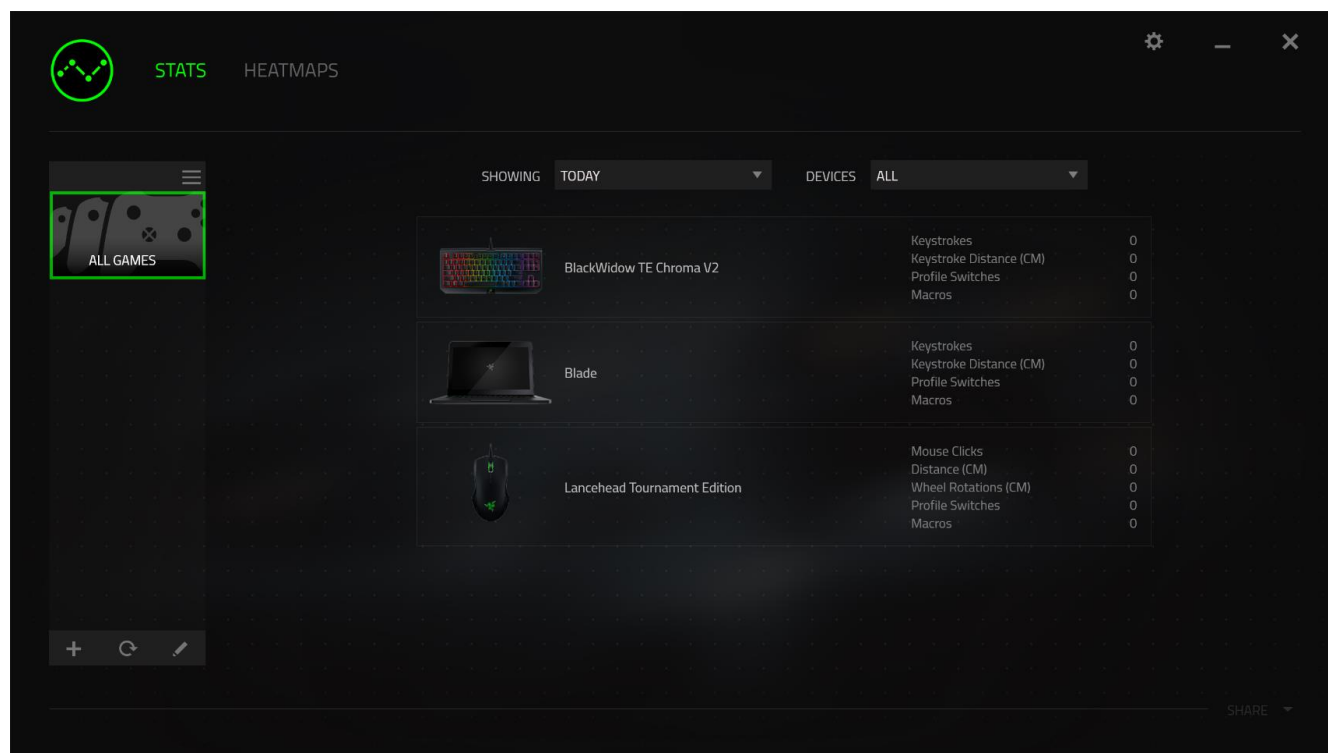 STATS HEATMAPS
SHOWING TODAY DEVICES ALL
ALL GAMES
BlackWidow TE Chroma V2
Keystrokes 0
Keystroke Distance (CM) 0
Profile Switches 0
Macros 0
Blade
Keystrokes 0
Keystroke Distance (CM) 0
Profile Switches 0
Macros 0
Lancehead Tournament Edition
Mouse Clicks 0
Distance (CM) 0
Wheel Rotations (CM) 0
Profile Switches 0
Macros 0
SHARE